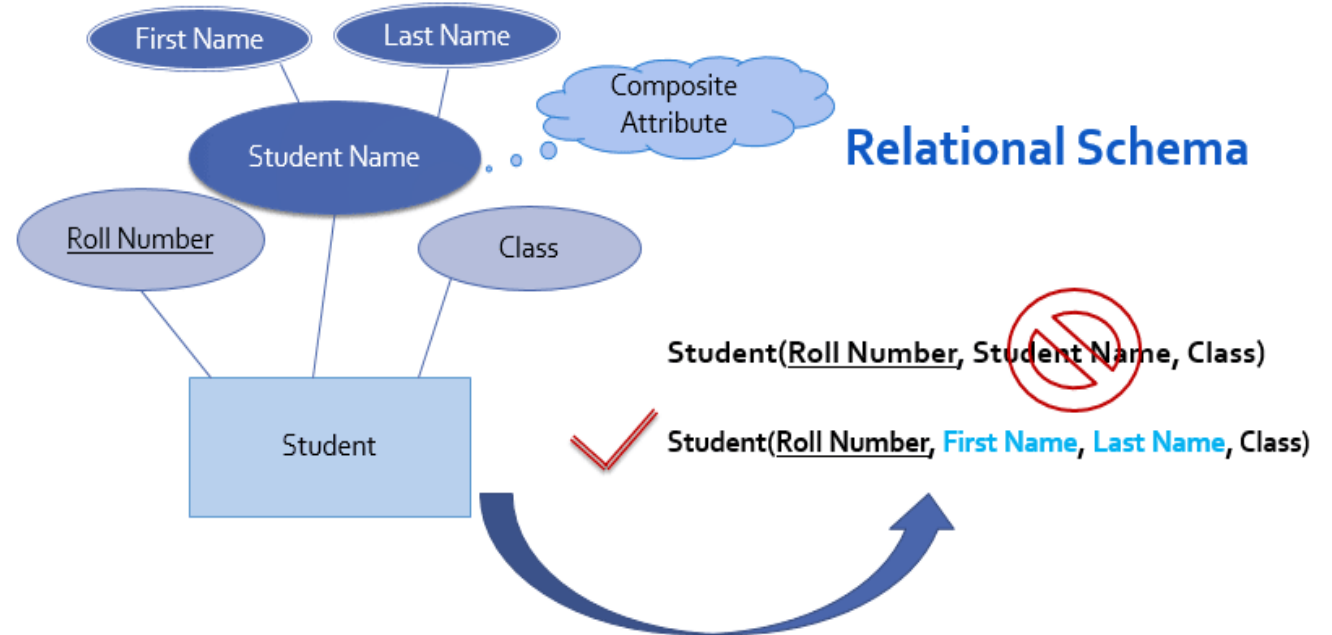 First Name
Last Name
Composite
Attribute
Student Name
Relational Schema
Roll Number
Class
Student(Roll Number, Student Name, Class)
Student
Student(Roll Number, First Name, Last Name, Class)